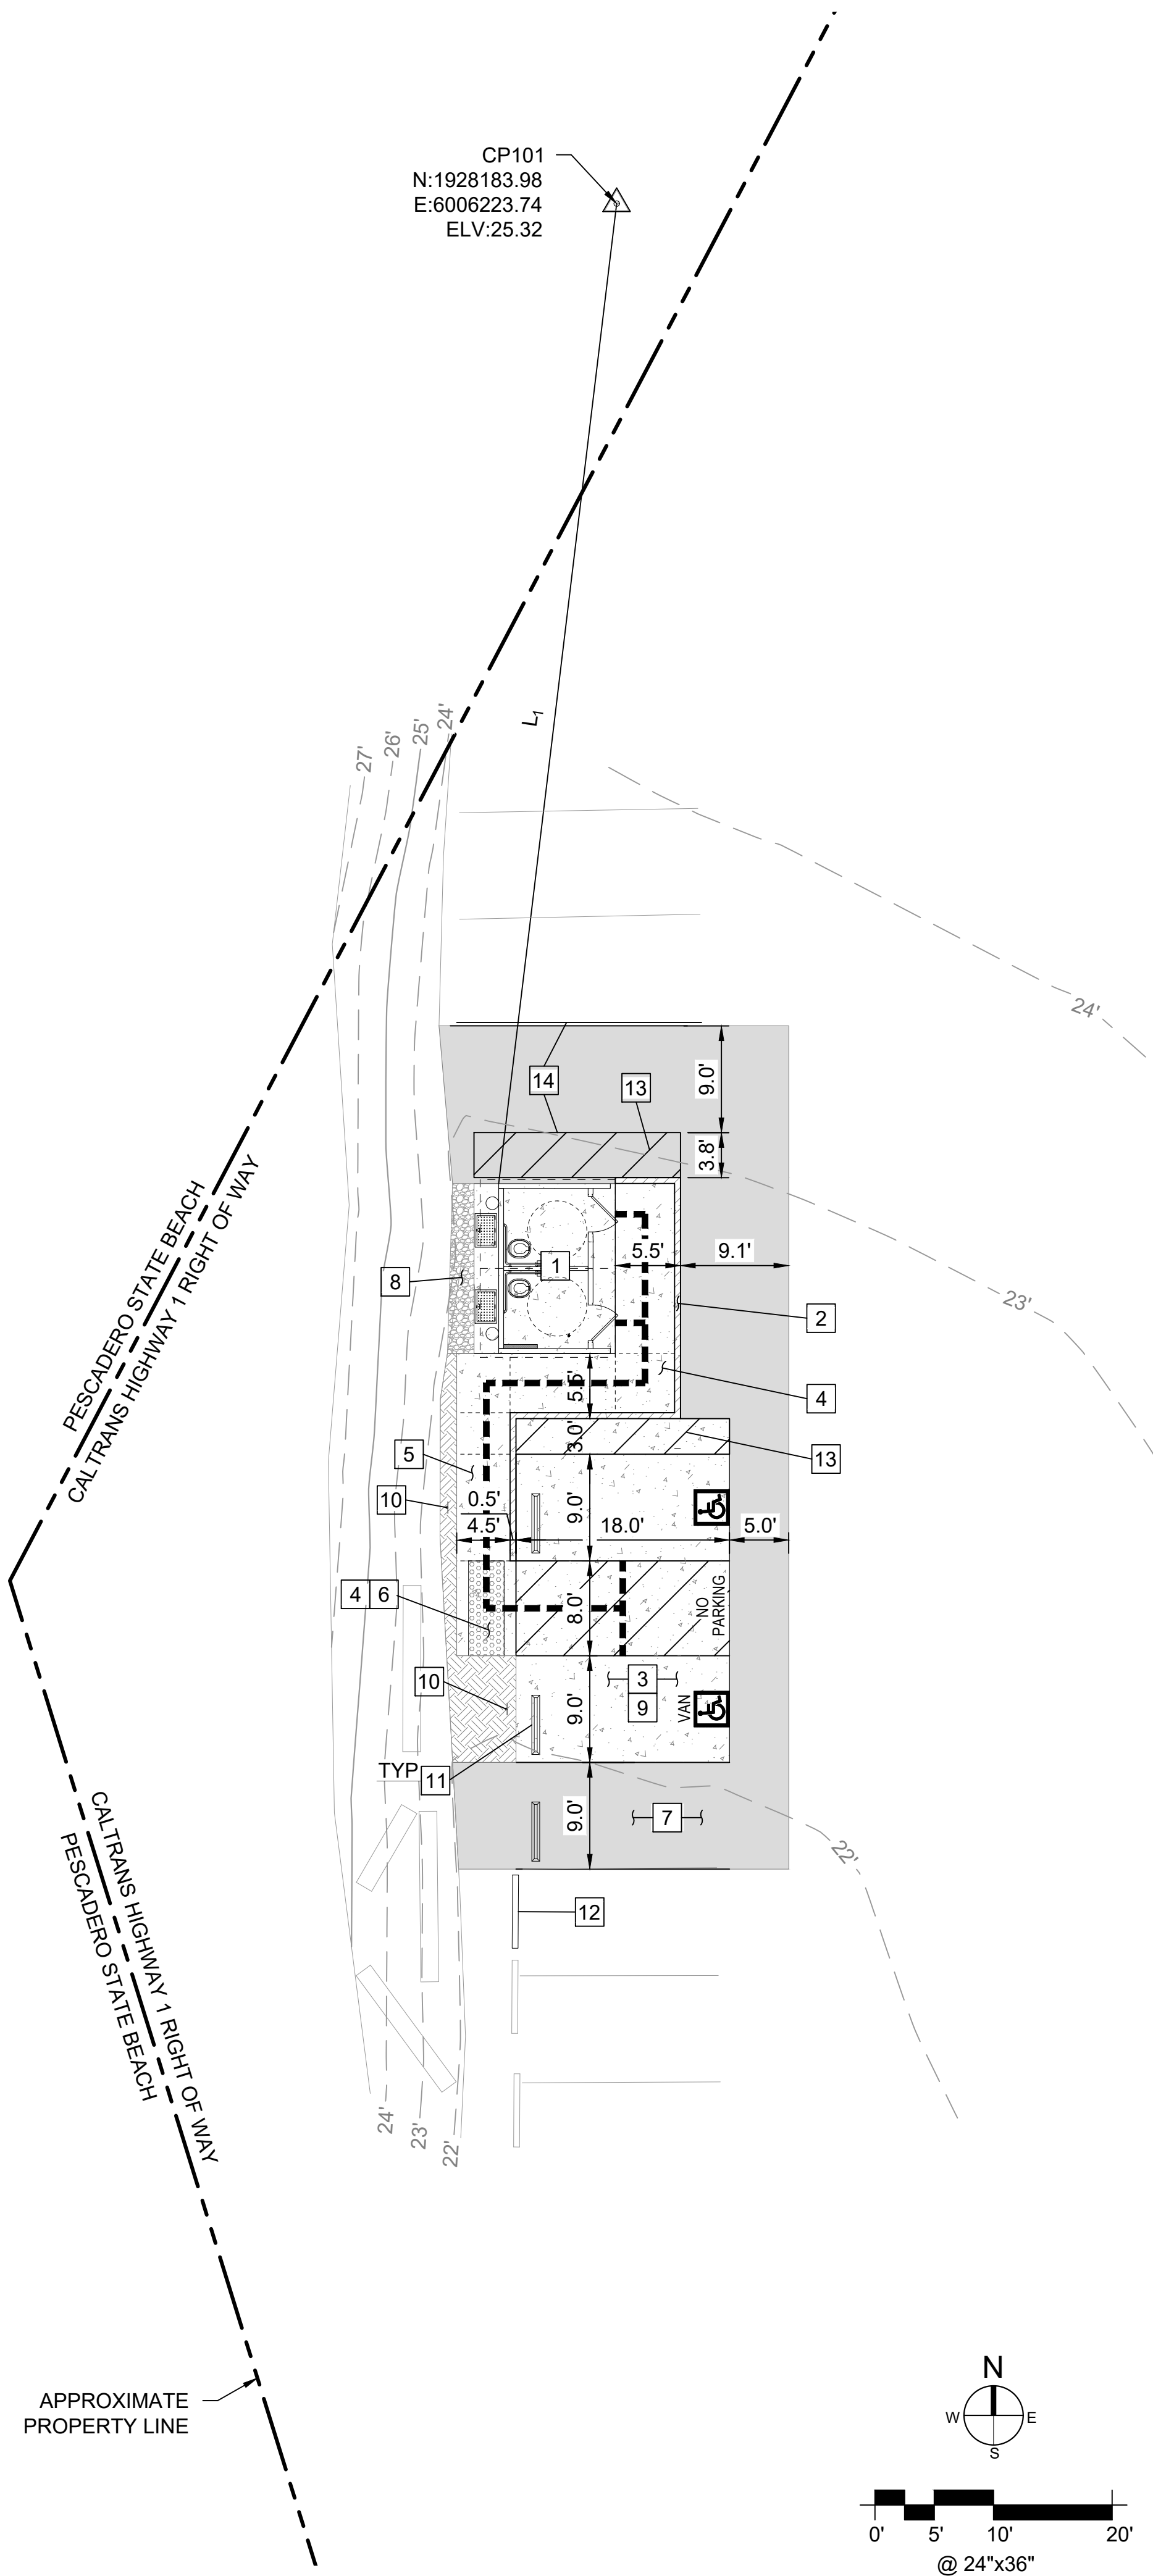 CP101
N:1928183.98
E:6006223.74
ELV:25.32
L1
27'
26'
25'
24'
24'
14
13
9.0'
3.8'
PESCADERO STATE BEACH
CALTRANS HIGHWAY 1 RIGHT OF WAY
1
5.5'
9.1'
8
23'
2
5.5'
4
3.0'
5
13
10
0.5'
9.0'
4.5'
18.0'
5.0'
4 6
8.0'
NO
PARKING
10
9.0'
3
9
VAN
TYP 11
9.0'
7
22'
CALTRANS HIGHWAY 1 RIGHT OF WAY
PESCADERO STATE BEACH
12
24'
23'
22'
APPROXIMATE
PROPERTY LINE
N
W
E
S
0' 5' 10' 20'
@ 24"x36"